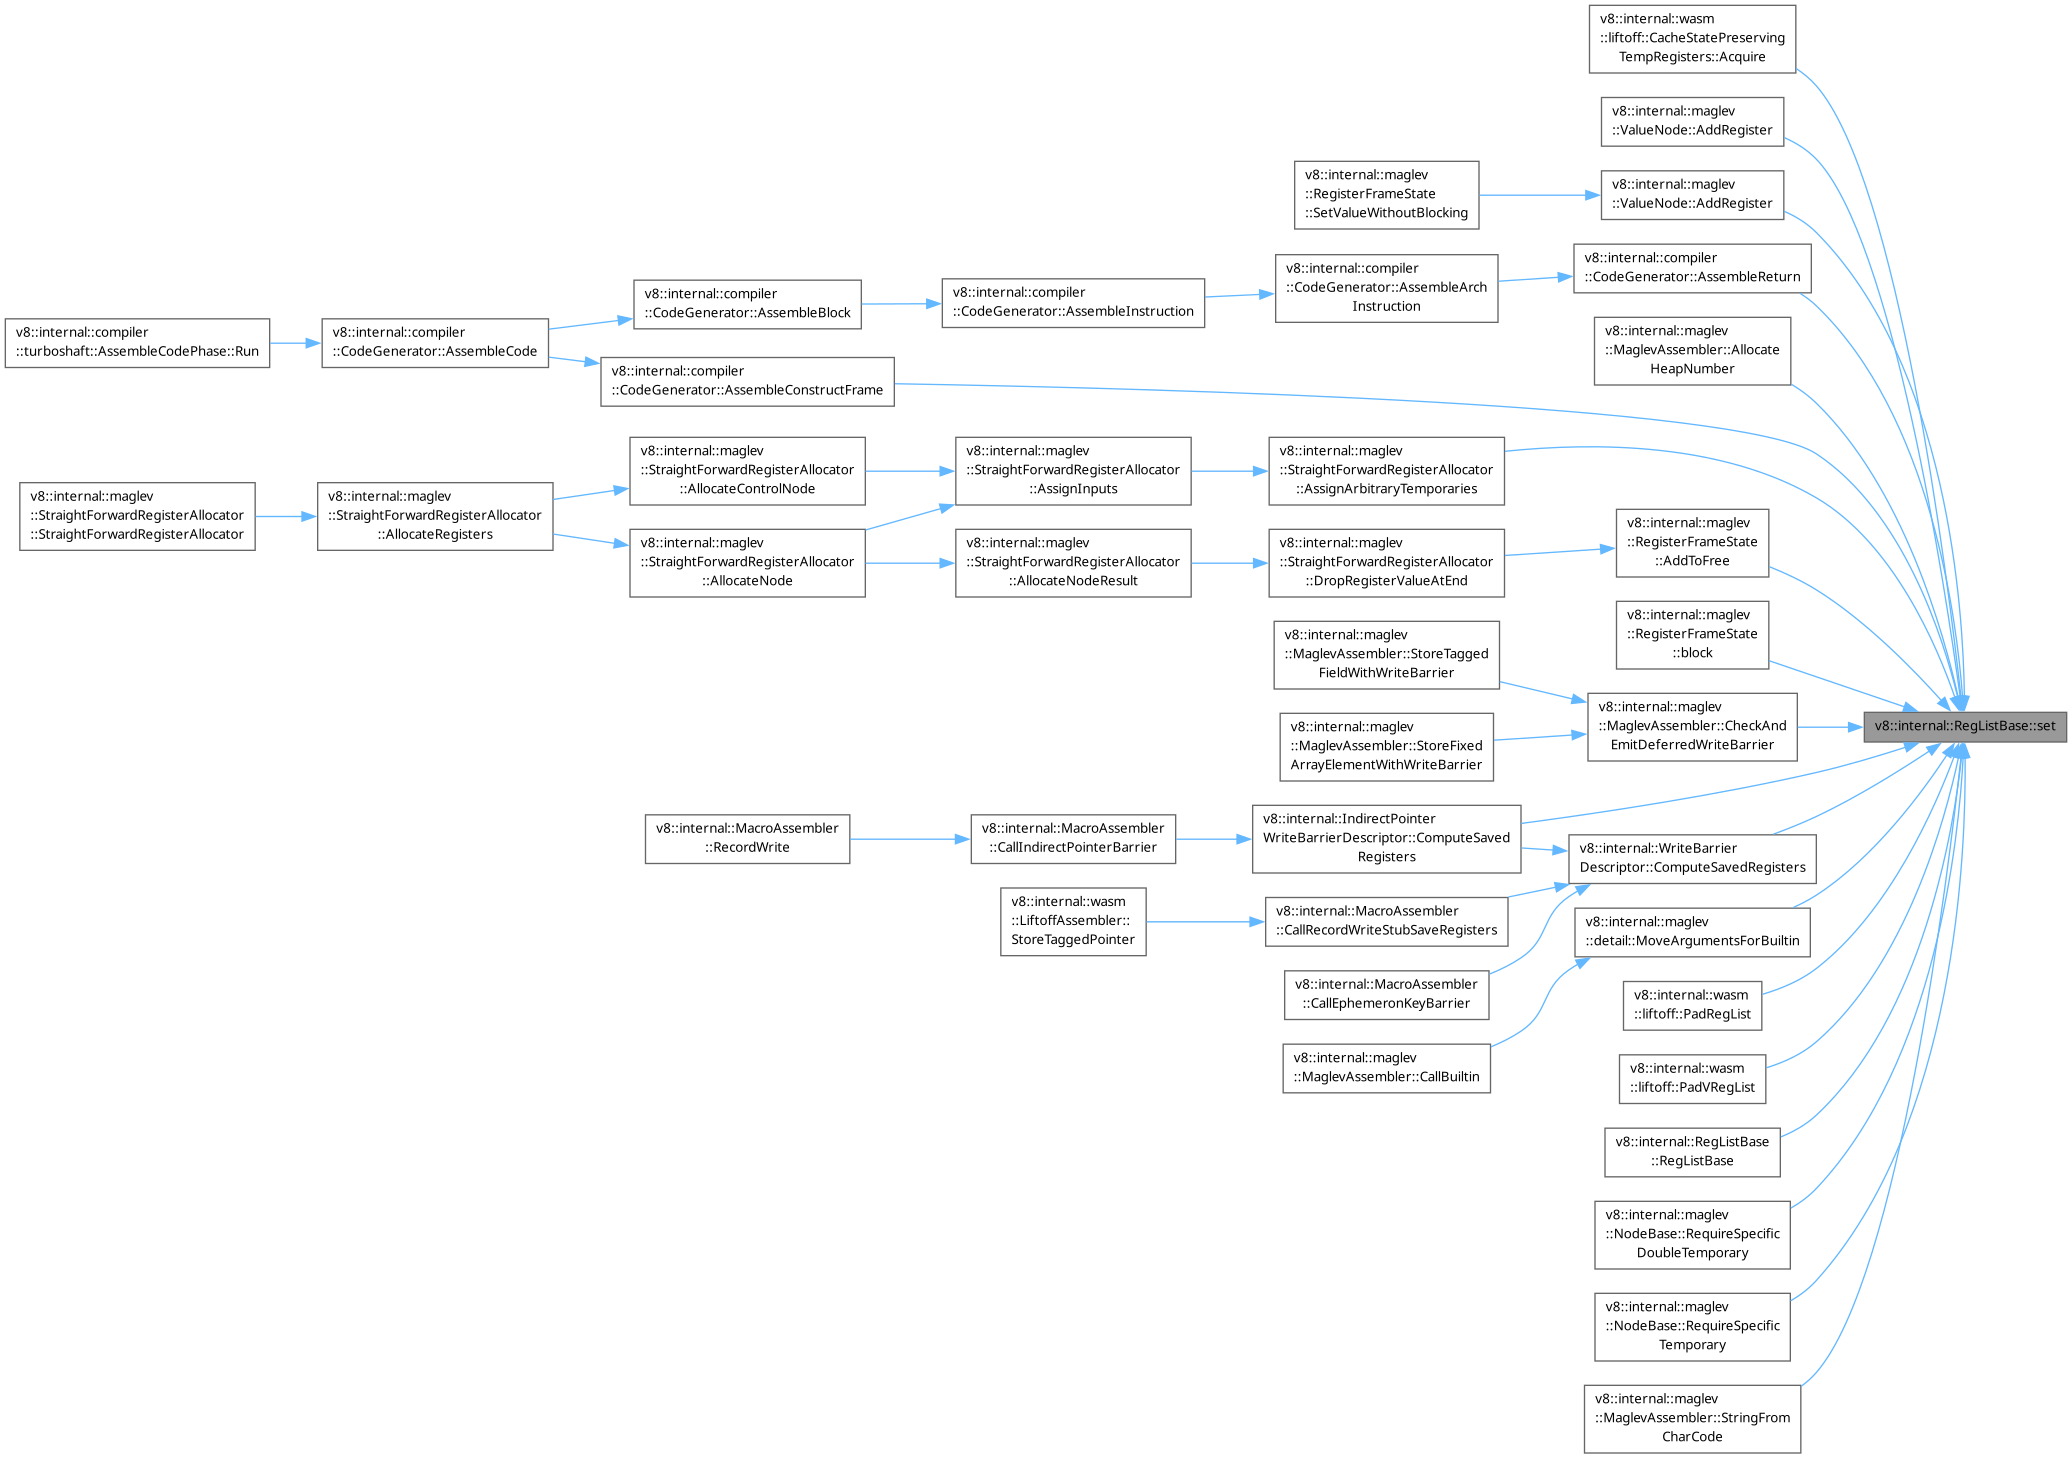 v8::internal::wasm
::liftoff::CacheStatePreserving
TempRegisters::Acquire
v8::internal::maglev
::ValueNode::AddRegister
v8::internal::maglev
::RegisterFrameState
::SetValueWithoutBlocking
v8::internal::maglev
::ValueNode::AddRegister
v8::internal::compiler
::CodeGenerator::AssembleReturn
v8::internal::compiler
::CodeGenerator::AssembleArch
Instruction
v8::internal::compiler
::CodeGenerator::AssembleInstruction
v8::internal::compiler
::CodeGenerator::AssembleBlock
v8::internal::compiler
::CodeGenerator::AssembleCode
v8::internal::compiler
::turboshaft::AssembleCodePhase::Run
v8::internal::maglev
::MaglevAssembler::Allocate
HeapNumber
v8::internal::compiler
::CodeGenerator::AssembleConstructFrame
v8::internal::maglev
::StraightForwardRegisterAllocator
::AllocateControlNode
v8::internal::maglev
::StraightForwardRegisterAllocator
::AssignInputs
v8::internal::maglev
::StraightForwardRegisterAllocator
::AssignArbitraryTemporaries
v8::internal::maglev
::StraightForwardRegisterAllocator
::StraightForwardRegisterAllocator
v8::internal::maglev
::StraightForwardRegisterAllocator
::AllocateRegisters
v8::internal::maglev
::StraightForwardRegisterAllocator
::AllocateNode
v8::internal::maglev
::StraightForwardRegisterAllocator
::AllocateNodeResult
v8::internal::maglev
::StraightForwardRegisterAllocator
::DropRegisterValueAtEnd
v8::internal::maglev
::RegisterFrameState
::AddToFree
v8::internal::maglev
::RegisterFrameState
::block
v8::internal::maglev
::MaglevAssembler::StoreTagged
FieldWithWriteBarrier
v8::internal::maglev
::MaglevAssembler::CheckAnd
EmitDeferredWriteBarrier
v8::internal::RegListBase::set
v8::internal::maglev
::MaglevAssembler::StoreFixed
ArrayElementWithWriteBarrier
v8::internal::MacroAssembler
::RecordWrite
v8::internal::MacroAssembler
::CallIndirectPointerBarrier
v8::internal::IndirectPointer
WriteBarrierDescriptor::ComputeSaved
Registers
v8::internal::WriteBarrier
Descriptor::ComputeSavedRegisters
v8::internal::wasm
::LiftoffAssembler::
StoreTaggedPointer
v8::internal::MacroAssembler
::CallRecordWriteStubSaveRegisters
v8::internal::maglev
::detail::MoveArgumentsForBuiltin
v8::internal::MacroAssembler
::CallEphemeronKeyBarrier
v8::internal::wasm
::liftoff::PadRegList
v8::internal::maglev
::MaglevAssembler::CallBuiltin
v8::internal::wasm
::liftoff::PadVRegList
v8::internal::RegListBase
::RegListBase
v8::internal::maglev
::NodeBase::RequireSpecific
DoubleTemporary
v8::internal::maglev
::NodeBase::RequireSpecific
Temporary
v8::internal::maglev
::MaglevAssembler::StringFrom
CharCode